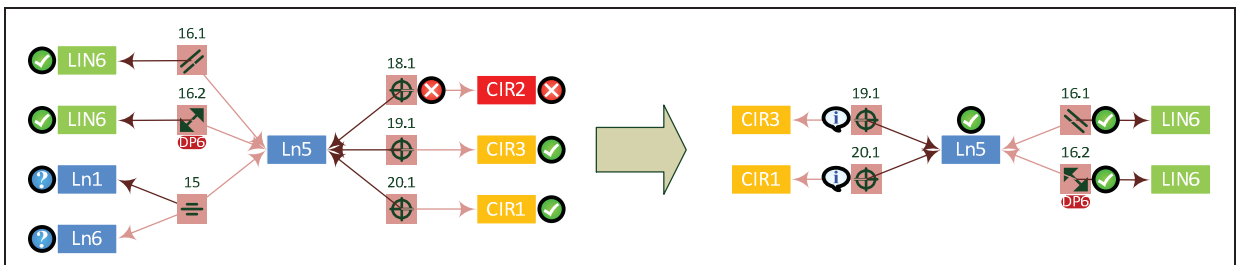 16.1
LIN6
16.2
LIN6
DP6
Ln1
15
Ln6
Ln5
18.1
CIR2
19.1
CIR3
20.1
CIR1
19.1
CIR3
20.1
CIR1
Ln5
16.1
LIN6
16.2
LIN6
DP6